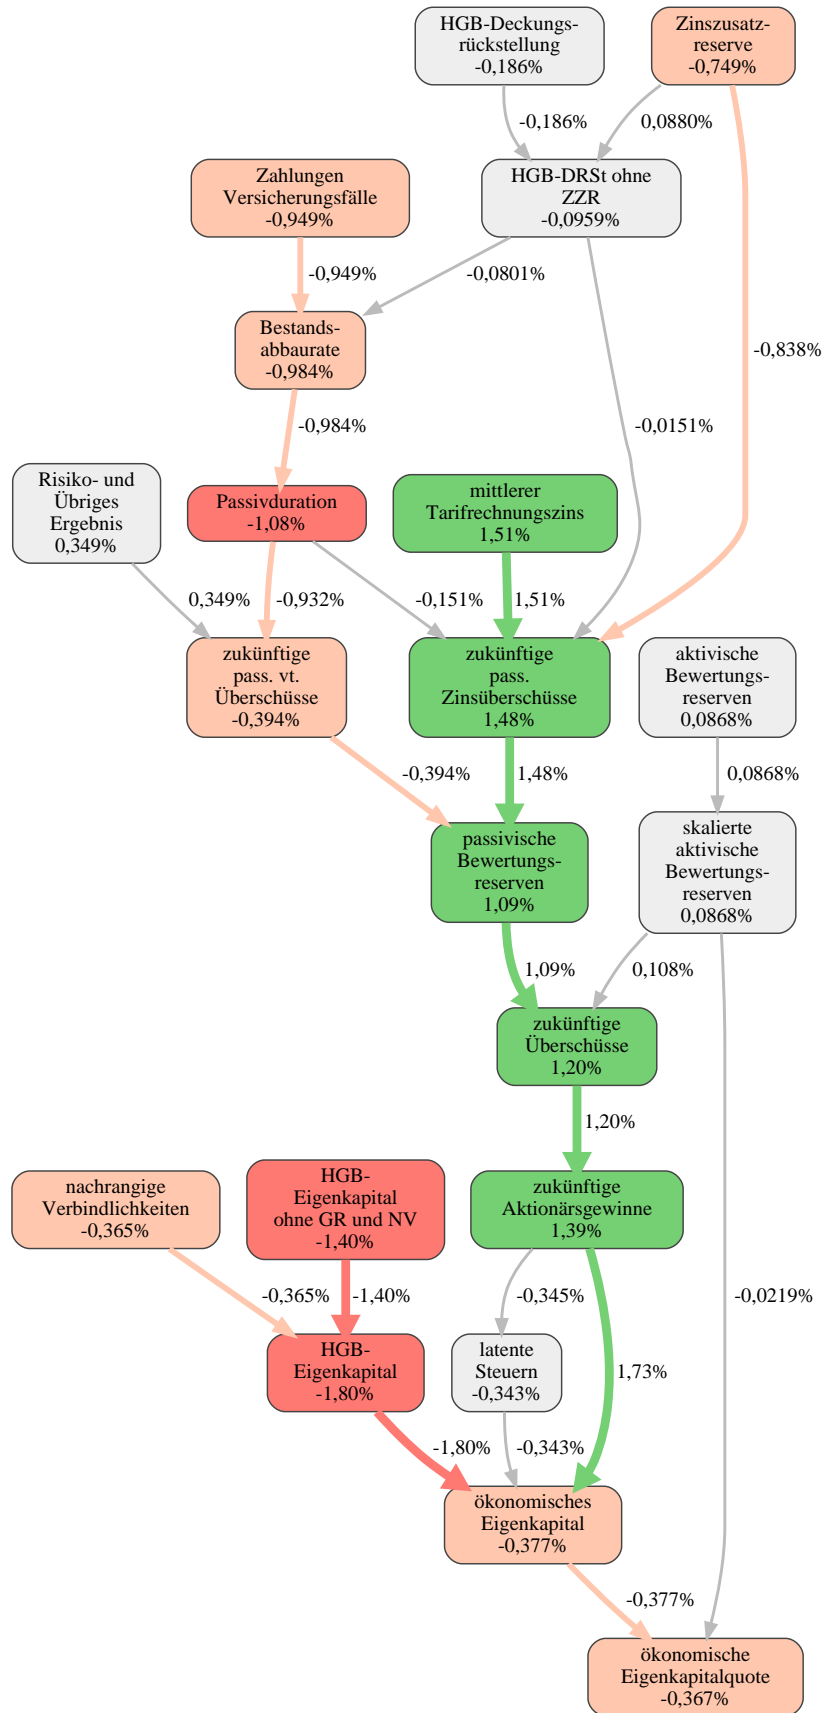 HGB-Deckungs-
rückstellung
-0,186%
Zinszusatz-
reserve
-0,749%
-0,186%
0,0880%
Zahlungen
Versicherungsfälle
-0,949%
HGB-DRSt ohne
ZZR
-0,0959%
-0,949%
-0,0801%
Bestands-
abbaurate
-0,984%
-0,838%
-0,984%
-0,0151%
Risiko- und
Übriges
Ergebnis
0,349%
Passivduration
-1,08%
mittlerer
Tarifrechnungszins
1,51%
0,349%
-0,932%
-0,151%
1,51%
zukünftige
pass. vt.
Überschüsse
-0,394%
zukünftige
pass.
Zinsüberschüsse
1,48%
aktivische
Bewertungs-
reserven
0,0868%
-0,394%
1,48%
0,0868%
passivische
Bewertungs-
reserven
1,09%
skalierte
aktivische
Bewertungs-
reserven
0,0868%
1,09%
0,108%
zukünftige
Überschüsse
1,20%
1,20%
nachrangige
Verbindlichkeiten
-0,365%
HGB-
Eigenkapital
ohne GR und NV
-1,40%
zukünftige
Aktionärsgewinne
1,39%
-0,365%
-1,40%
-0,345%
-0,0219%
HGB-
Eigenkapital
-1,80%
latente
Steuern
-0,343%
1,73%
-1,80%
-0,343%
ökonomisches
Eigenkapital
-0,377%
-0,377%
ökonomische
Eigenkapitalquote
-0,367%